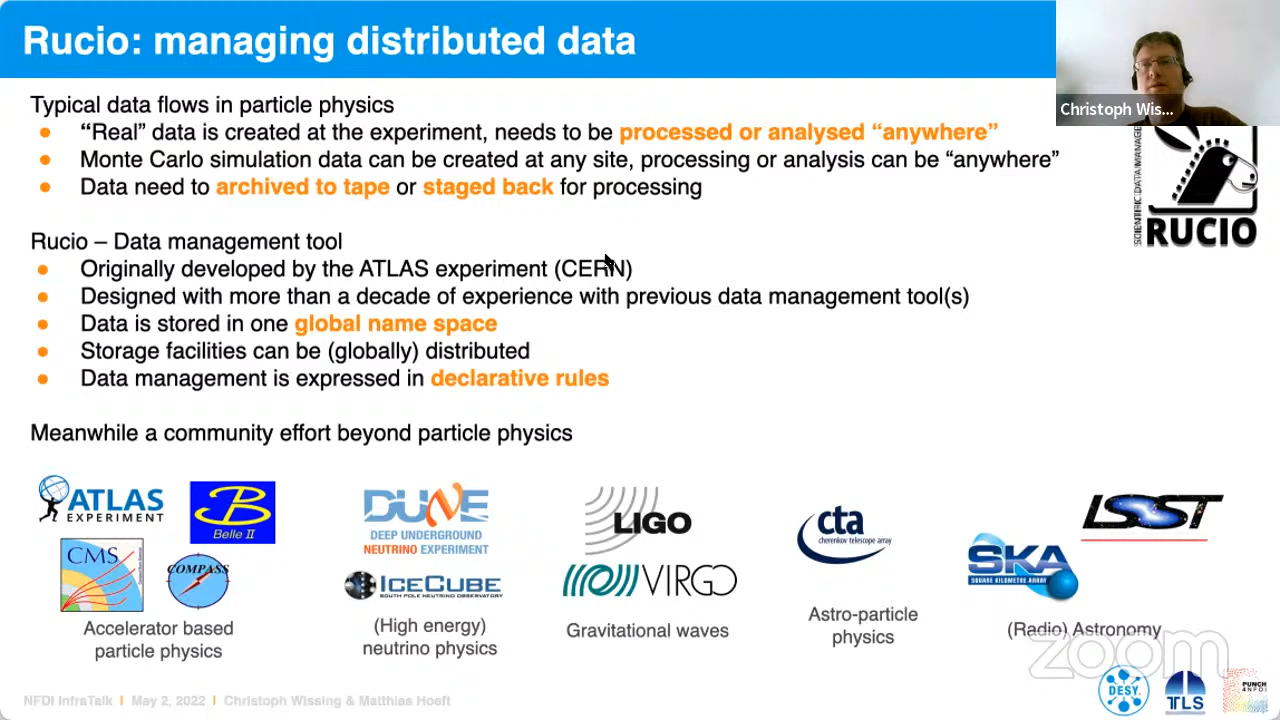 Rucio: managing distributed data
Christoph Wis...
Typical data flows in particle physics
“Real” data is created at the experiment, needs to be processed or analysed “anywhere”
Monte Carlo simulation data can be created at any site, processing or analysis can be “anywhere”
Data need to archived to tape or staged back for processing
RUCIO
Rucio – Data management tool
Originally developed by the ATLAS experiment (CERN)
Designed with more than a decade of experience with previous data management tool(s)
Data is stored in one global name space
Storage facilities can be (globally) distributed
Data management is expressed in declarative rules
Meanwhile a community effort beyond particle physics
ATLAS
EXPERIMENT
B
Belle II
CMS
COMPASS
Accelerator based
particle physics
DUNE
DEEP UNDERGROUND
NEUTRINO EXPERIMENT
ICECUBE
SOUTH POLE NEUTRINO OBSERVATORY
(High energy)
neutrino physics
LIGO
VIRGO
Gravitational waves
cta
cherenkov telescope array
Astro-particle
physics
LSST
SKA
SQUARE KILOMETRE ARRAY
(Radio) Astronomy
zoom
NFDI InfraTalk | May 2, 2022 | Christoph Wissing & Matthias Hoeft
DESY.
TLS
PUNCH
4NFDI